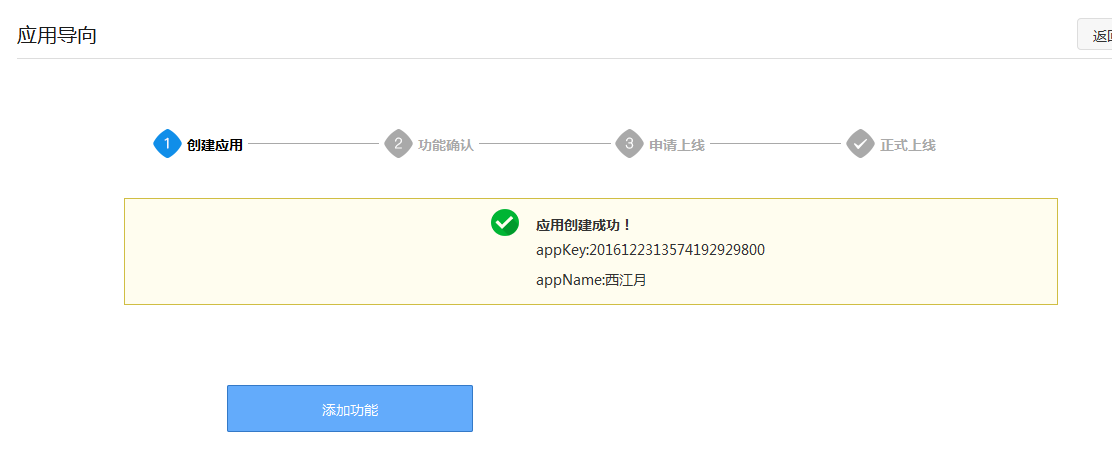 应用导向
返回
1 创建应用 2 功能确认 3 申请上线 正式上线
应用创建成功！
appKey:2016122313574192929800
appName:西江月
添加功能